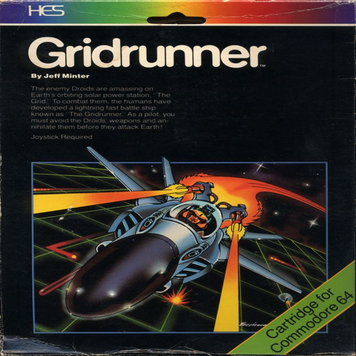 HES
Gridrunner™
By Jeff Minter
The enemy Droids are amassing on
Earth's orbiting solar power station, "The
Grid." To combat them, the humans have
developed a lightning fast battle ship
known as "The Gridrunner." As a pilot, you
must avoid the Droids' weapons and an-
nihilate them before they attack Earth!
Joystick Required
Cartridge for
Commodore 64